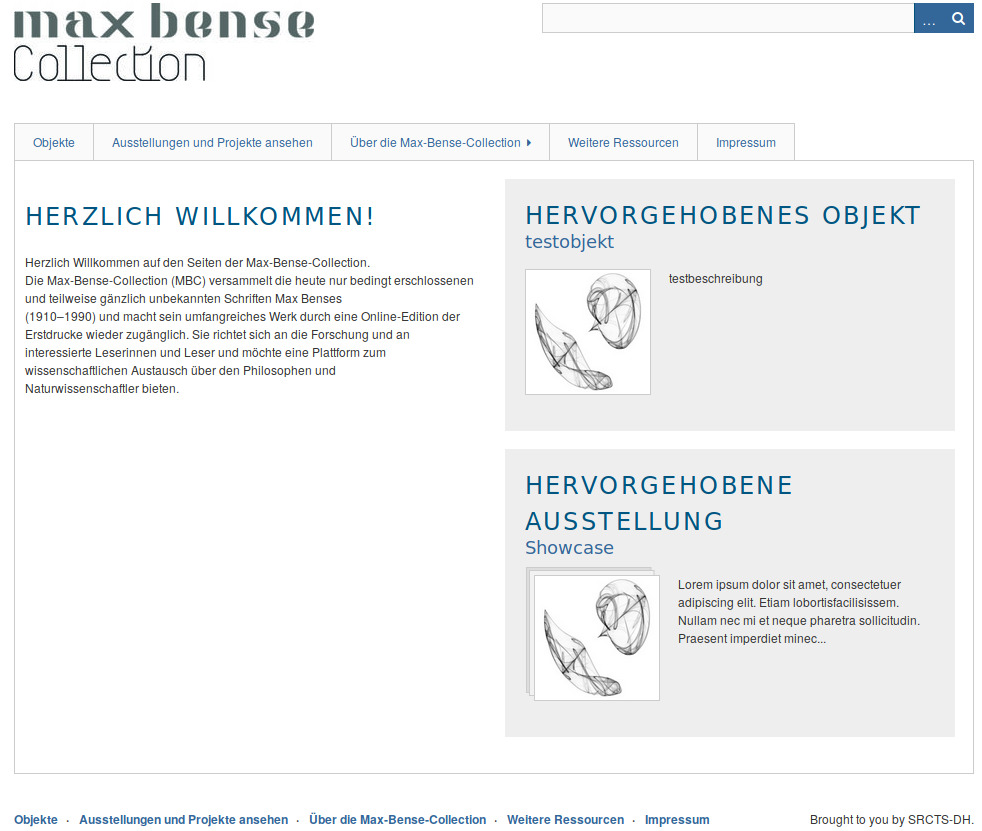 max bense
Collection
...
Objekte
Ausstellungen und Projekte ansehen
Über die Max-Bense-Collection
Weitere Ressourcen
Impressum
HERZLICH WILLKOMMEN!
Herzlich Willkommen auf den Seiten der Max-Bense-Collection.
Die Max-Bense-Collection (MBC) versammelt die heute nur bedingt erschlossenen
und teilweise gänzlich unbekannten Schriften Max Benses
(1910–1990) und macht sein umfangreiches Werk durch eine Online-Edition der
Erstdrucke wieder zugänglich. Sie richtet sich an die Forschung und an
interessierte Leserinnen und Leser und möchte eine Plattform zum
wissenschaftlichen Austausch über den Philosophen und
Naturwissenschaftler bieten.
HERVORGEHOBENES OBJEKT
testobjekt
testbeschreibung
HERVORGEHOBENE
AUSSTELLUNG
Showcase
Lorem ipsum dolor sit amet, consectetuer
adipiscing elit. Etiam lobortisfacilisissem.
Nullam nec mi et neque pharetra sollicitudin.
Praesent imperdiet minec...
Objekte · Ausstellungen und Projekte ansehen · Über die Max-Bense-Collection · Weitere Ressourcen · Impressum
Brought to you by SRCTS-DH.